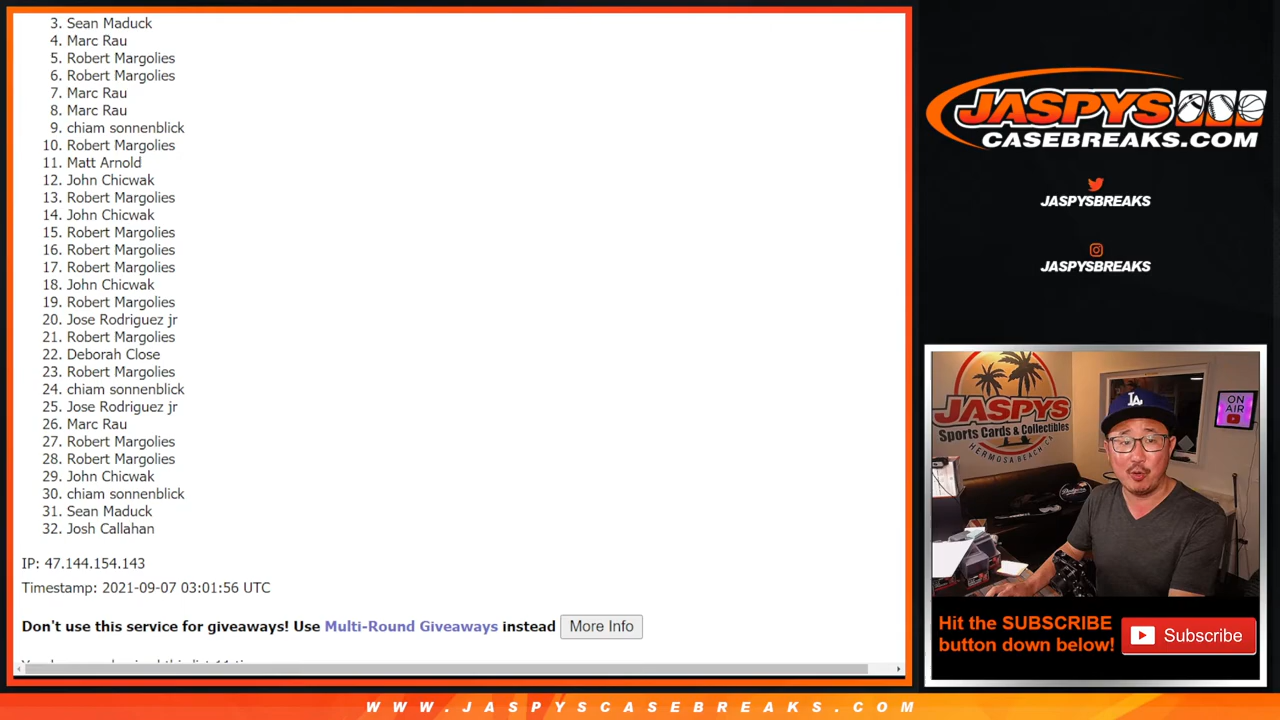 3. Sean Maduck
4. Marc Rau
5. Robert Margolies
6. Robert Margolies
7. Marc Rau
8. Marc Rau
9. chiam sonnenblick
10. Robert Margolies
11. Matt Arnold
12. John Chicwak
13. Robert Margolies
14. John Chicwak
15. Robert Margolies
16. Robert Margolies
17. Robert Margolies
18. John Chicwak
19. Robert Margolies
20. Jose Rodriguez jr
21. Robert Margolies
22. Deborah Close
23. Robert Margolies
24. chiam sonnenblick
25. Jose Rodriguez jr
26. Marc Rau
27. Robert Margolies
28. Robert Margolies
29. John Chicwak
30. chiam sonnenblick
31. Sean Maduck
32. Josh Callahan
IP: 47.144.154.143
Timestamp: 2021-09-07 03:01:56 UTC
Don't use this service for giveaways! Use Multi-Round Giveaways instead More Info
JASPYS
CASEBREAKS.COM
JASPYSBREAKS
JASPYSBREAKS
JASPYS
Sports Cards & Collectibles
HERMOSA BEACH, CA
LA
ON
AIR
Dodgers
Hit the SUBSCRIBE
button down below!
Subscribe
WWW.JASPYSCASEBREAKS.COM